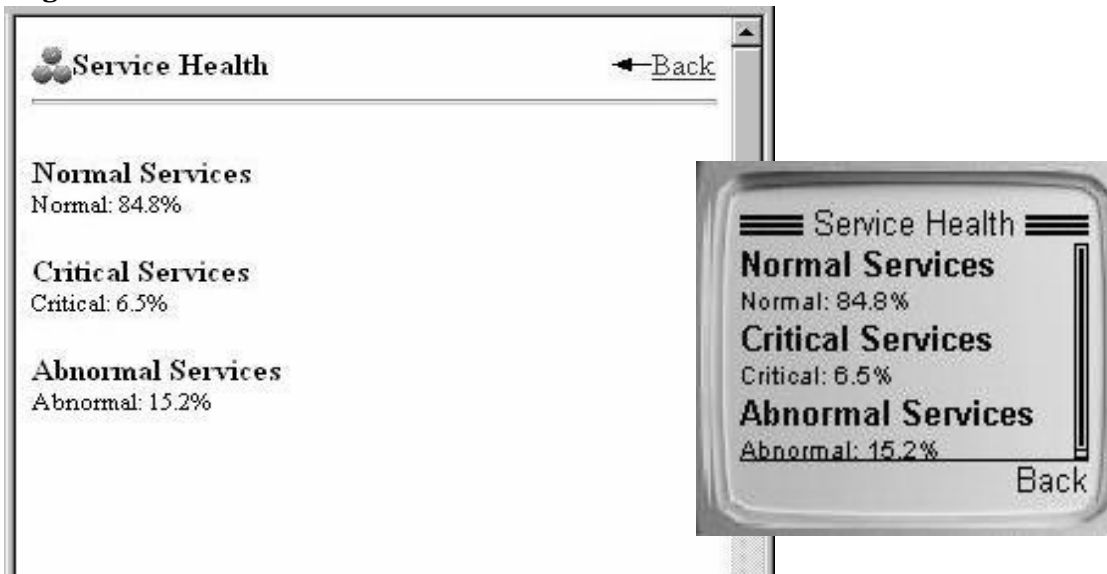 Service Health
Back
Normal Services
Normal: 84.8%
Critical Services
Critical: 6.5%
Abnormal Services
Abnormal: 15.2%
Service Health
Normal Services
Normal: 84.8%
Critical Services
Critical: 6.5%
Abnormal Services
Abnormal: 15.2%
Back